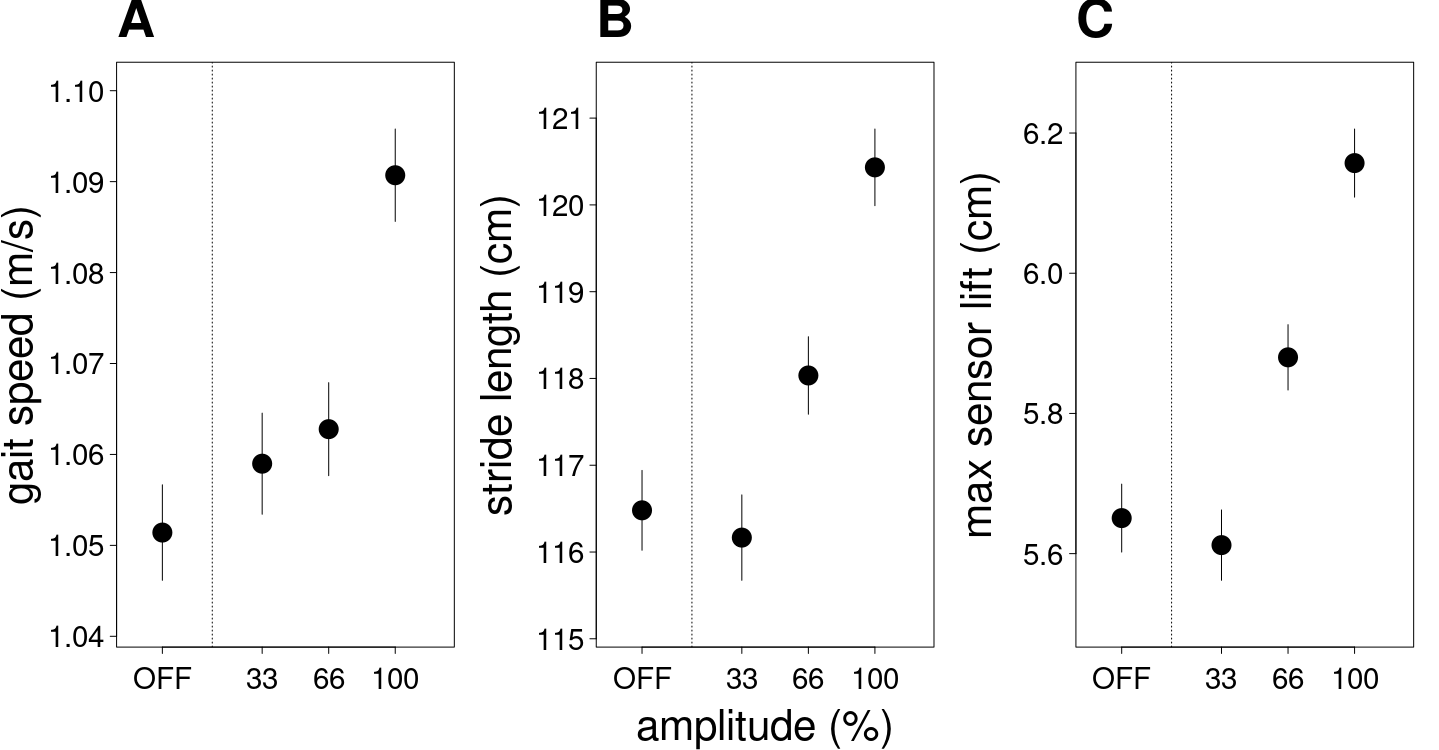 A
gait speed (m/s)
1.10
1.09
1.08
1.07
1.06
1.05
1.04
OFF 33 66 100
B
stride length (cm)
121
120
119
118
117
116
115
OFF 33 66 100
C
max sensor lift (cm)
6.2
6.0
5.8
5.6
OFF 33 66 100
amplitude (%)